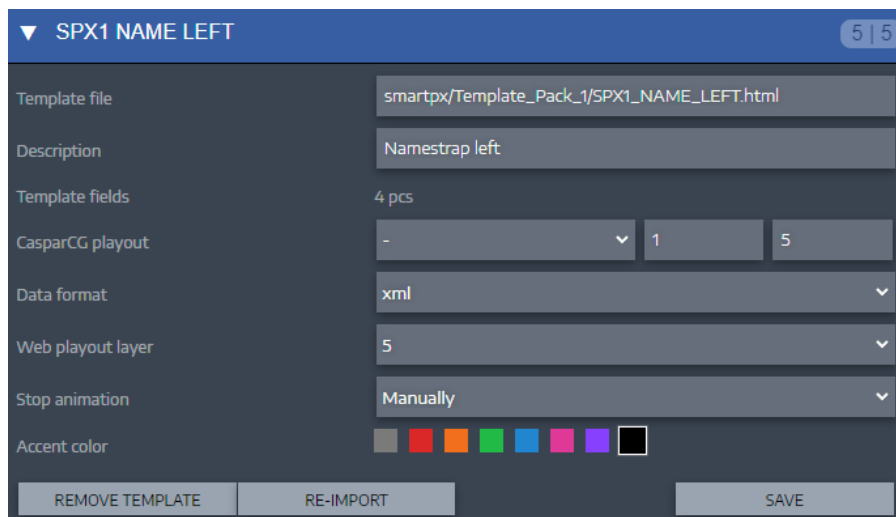 ▼ SPX1 NAME LEFT 5 | 5
Template file smartpx/Template_Pack_1/SPX1_NAME_LEFT.html
Description Namestrap left
Template fields 4 pcs
CasparCG playout - 1 5
Data format xml
Web playout layer 5
Stop animation Manually
Accent color
REMOVE TEMPLATE RE-IMPORT SAVE